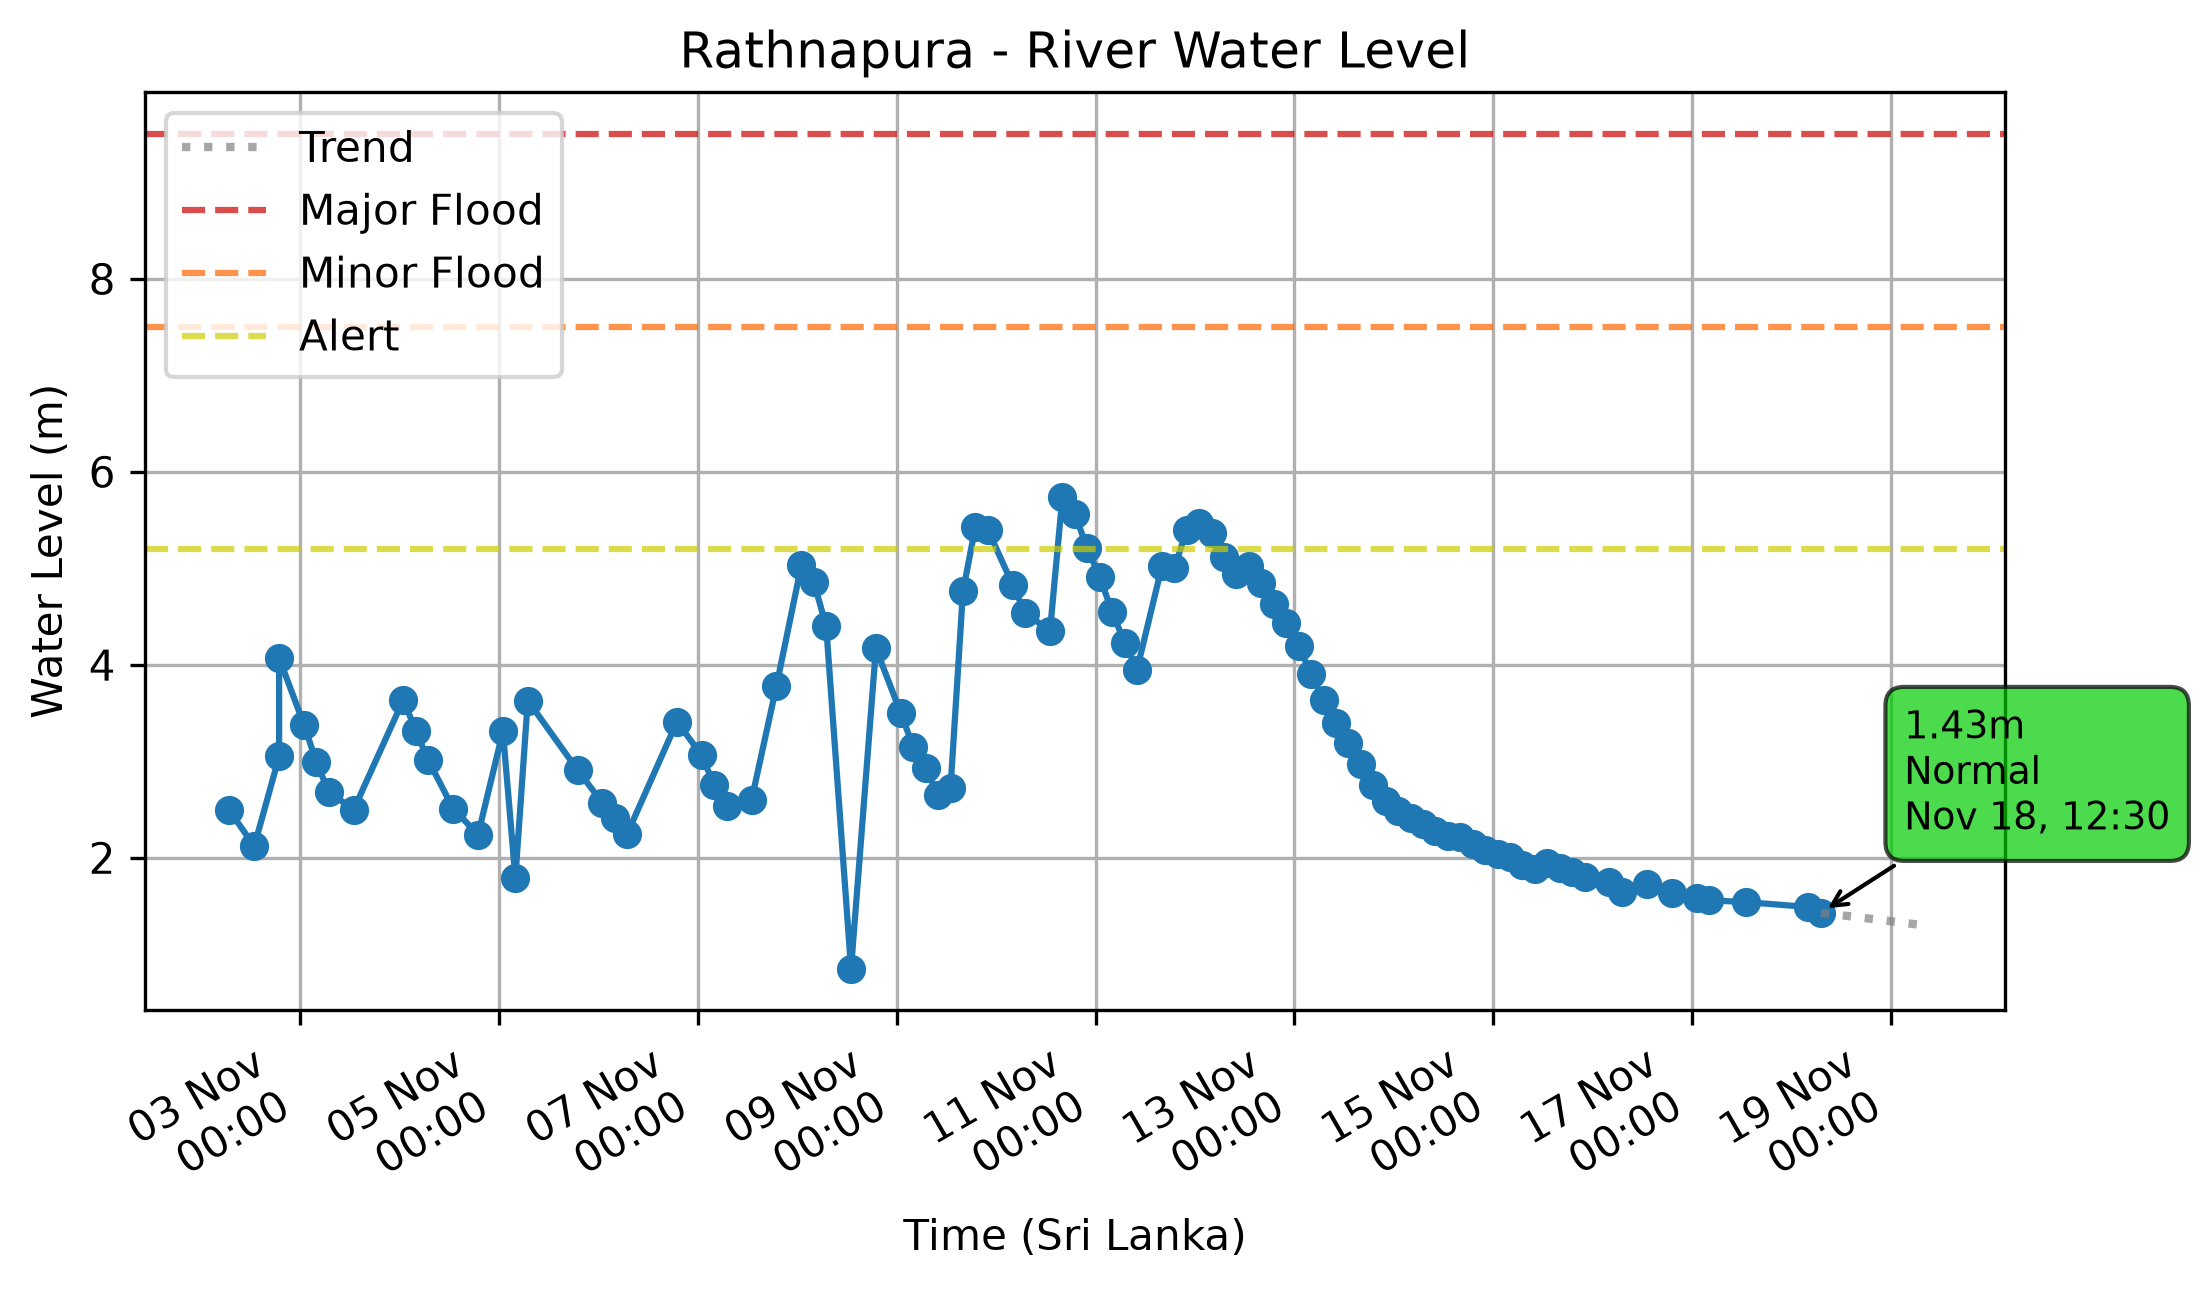 Rathnapura - River Water Level
Trend
Major Flood
Minor Flood
Alert
Water Level (m)
8
6
4
2
1.43m
Normal
Nov 18, 12:30
03 Nov
00:00
05 Nov
00:00
07 Nov
00:00
09 Nov
00:00
11 Nov
00:00
13 Nov
00:00
15 Nov
00:00
17 Nov
00:00
19 Nov
00:00
Time (Sri Lanka)